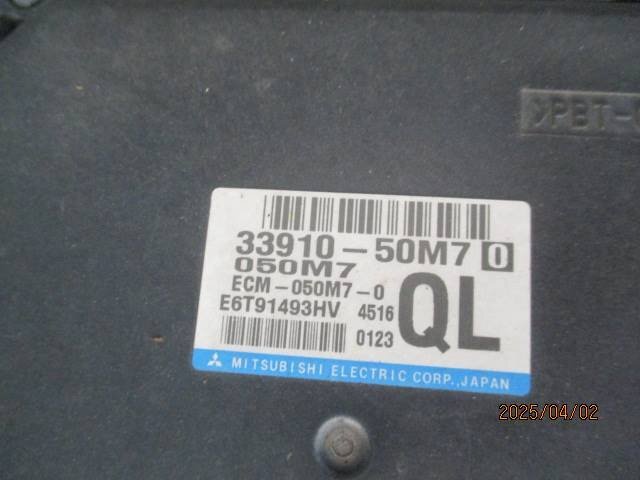 >PBT-
33910-50M7 0
050M7
ECM-050M7-0
E6T91493HV 4516
QL
0123
MITSUBISHI ELECTRIC CORP.,JAPAN
2025/04/02